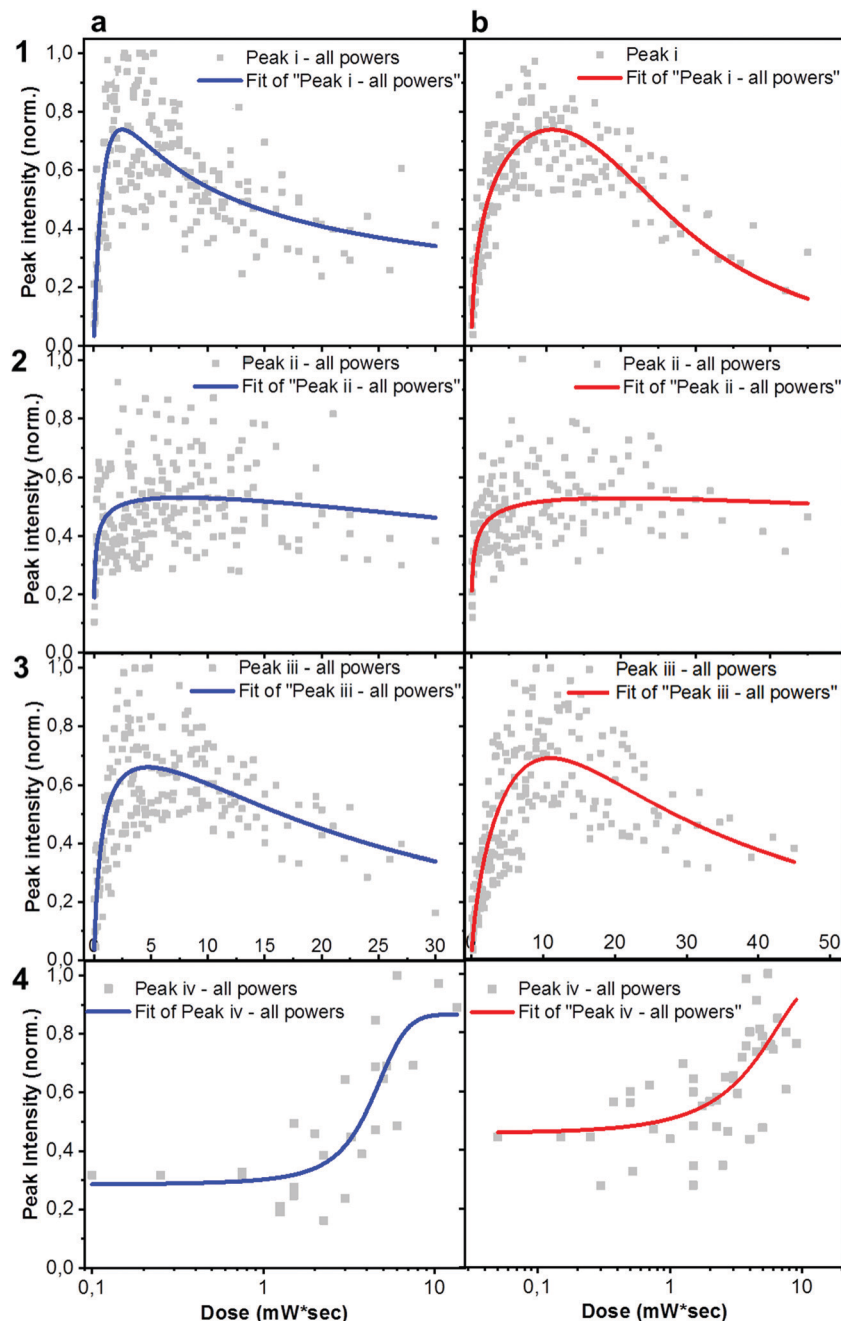 a
b
1
1,0
0,8
0,6
0,4
0,2
0,0
Peak intensity (norm.)
Peak i - all powers
Fit of "Peak i - all powers"
Peak i
Fit of "Peak i - all powers"
2
1,0
0,8
0,6
0,4
0,2
0,0
Peak intensity (norm.)
Peak ii - all powers
Fit of "Peak ii - all powers"
Peak ii - all powers
Fit of "Peak ii - all powers"
3
1,0
0,8
0,6
0,4
0,2
0,0
Peak intensity (norm.)
Peak iii - all powers
Fit of "Peak iii - all powers"
Peak iii - all powers
Fit of "Peak iii - all powers"
0 5 10 15 20 25 30
0 10 20 30 40 50
4
1,0
0,8
0,6
0,4
0,2
0,0
Peak Intensity (norm.)
Peak iv - all powers
Fit of Peak iv - all powers
Peak iv - all powers
Fit of "Peak iv - all powers"
0,1 1 10
0,1 1 10
Dose (mW*sec)
Dose (mW*sec)